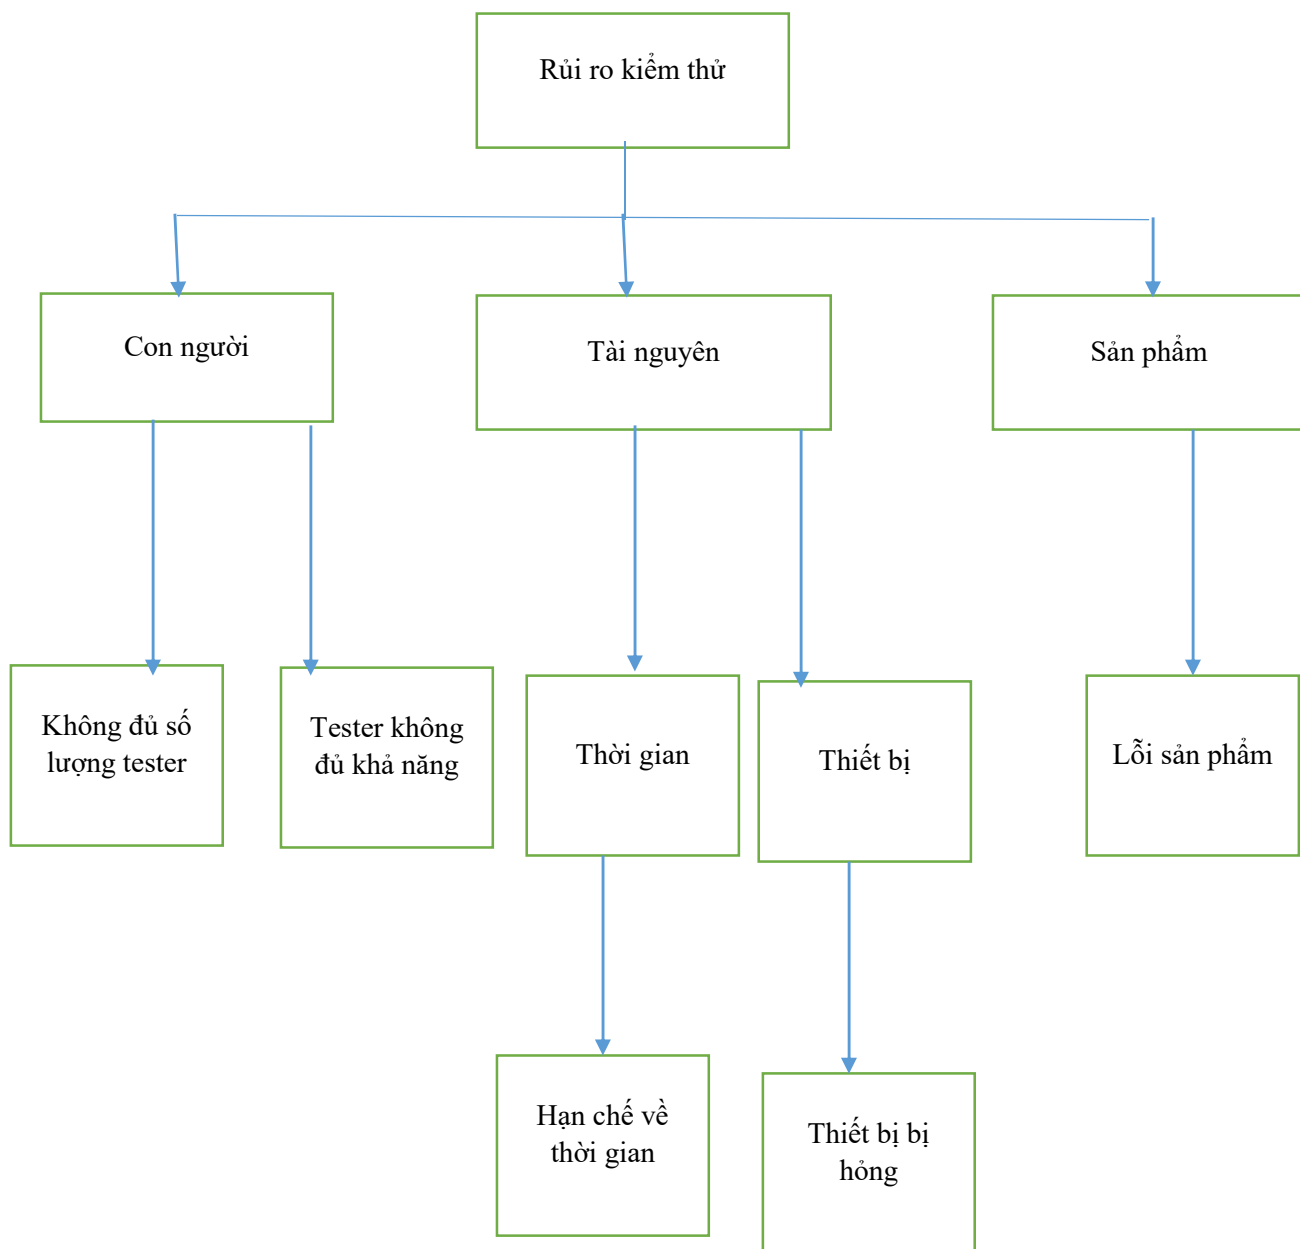 Rủi ro kiểm thử
Con người
Tài nguyên
Sản phẩm
Không đủ số
lượng tester
Tester không
đủ khả năng
Thời gian
Thiết bị
Lỗi sản phẩm
Hạn chế về
thời gian
Thiết bị bị
hỏng